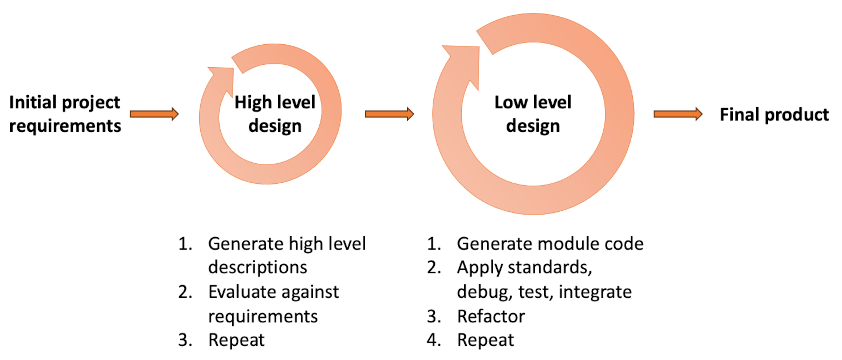 Initial project
requirements
High level
design
Low level
design
Final product
1. Generate high level
descriptions
2. Evaluate against
requirements
3. Repeat
1. Generate module code
2. Apply standards,
debug, test, integrate
3. Refactor
4. Repeat